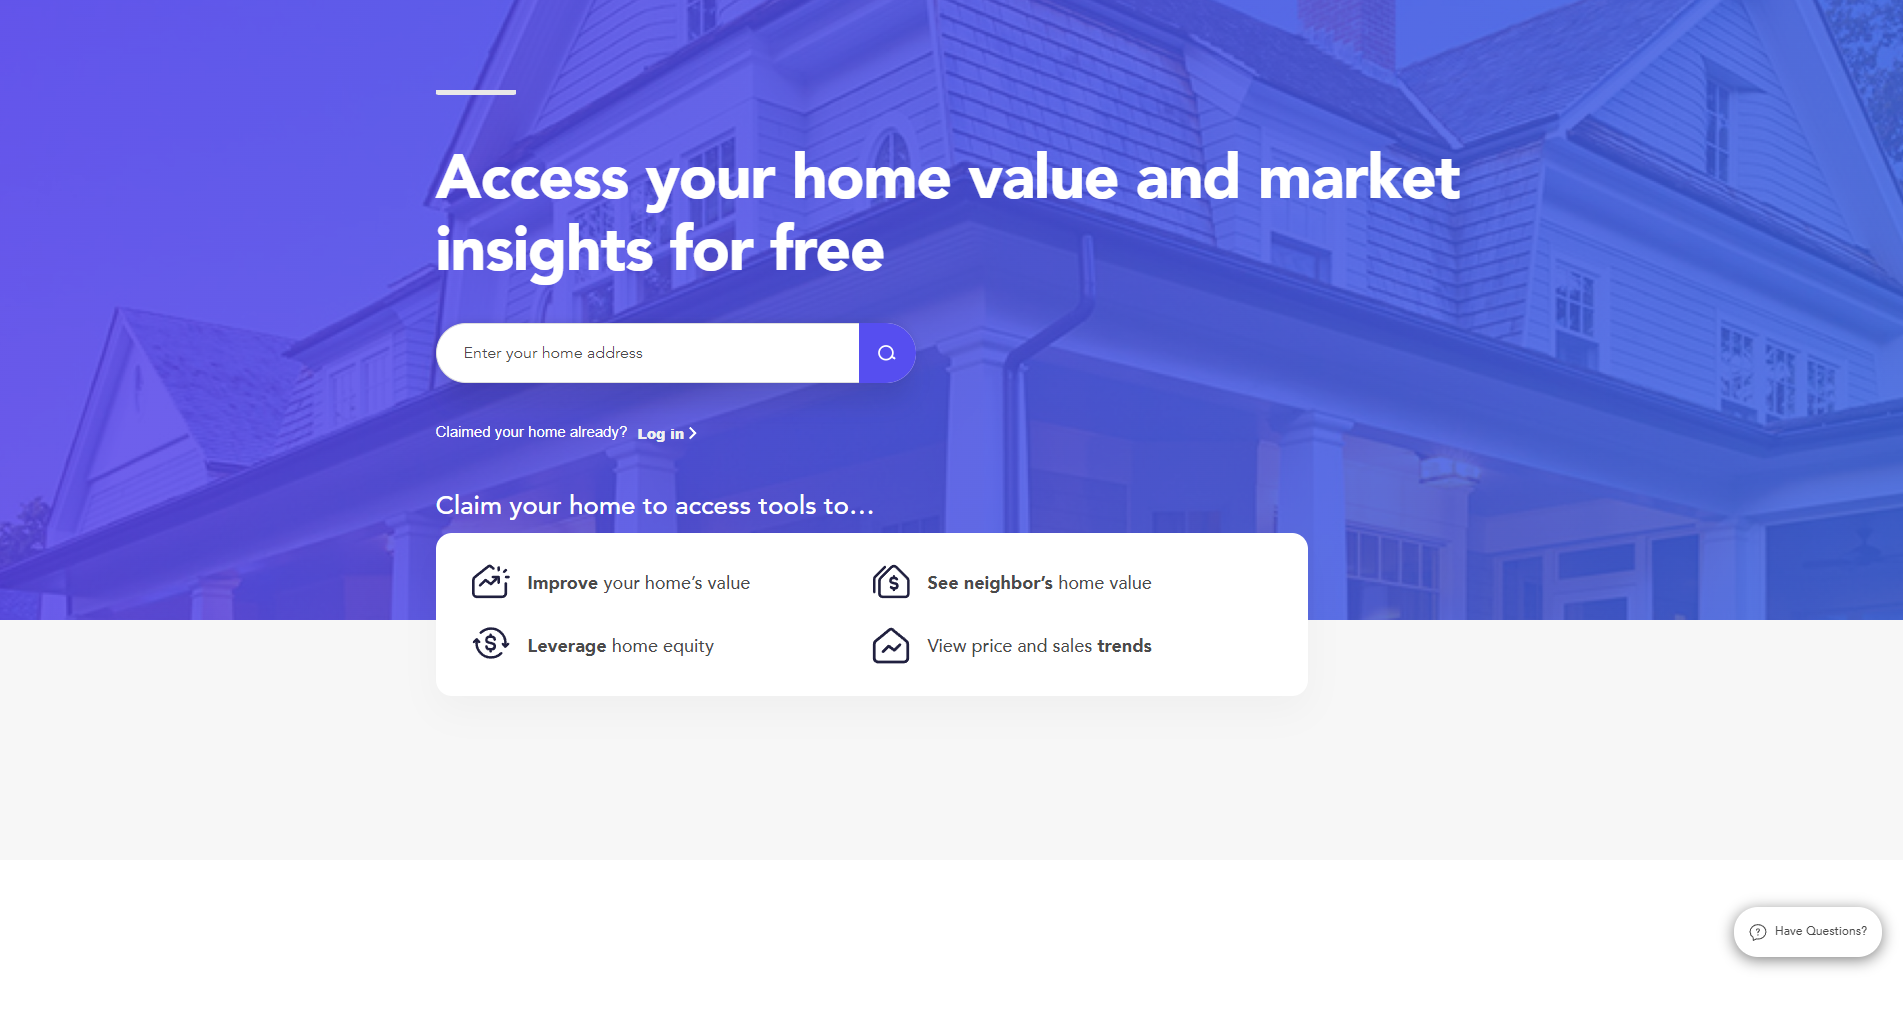 Access your home value and market
insights for free
Enter your home address
Claimed your home already? Log in
Claim your home to access tools to...
Improve your home's value
See neighbor's home value
Leverage home equity
View price and sales trends
Have Questions?